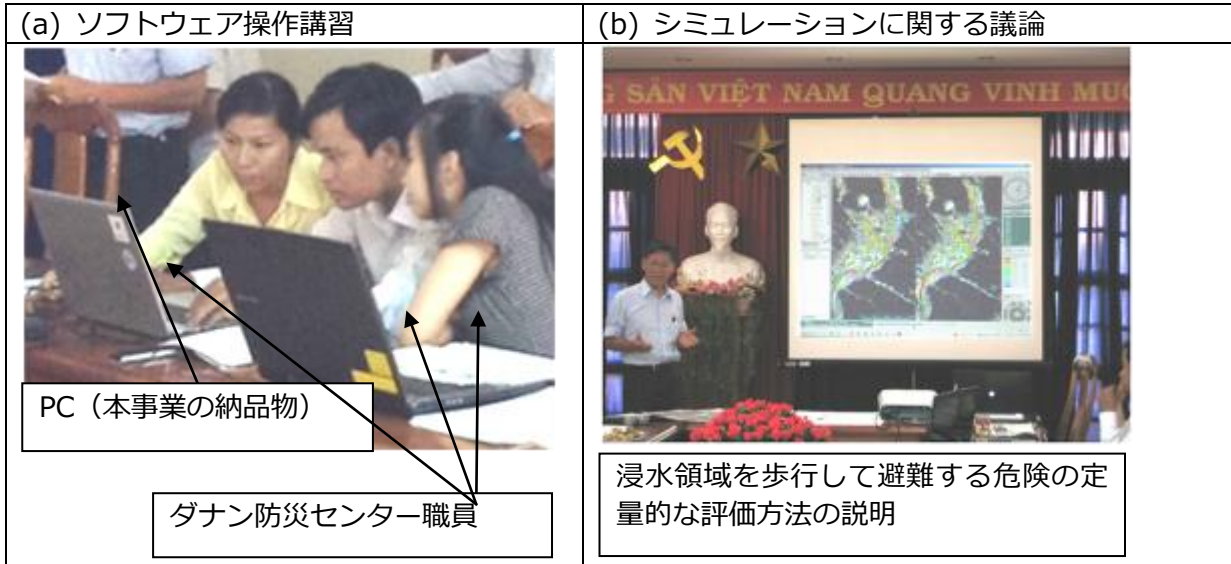 (a) ソフトウェア操作講習
(b) シミュレーションに関する議論
PC（本事業の納品物）
ダナン防災センター職員
G SẢN VIỆT NAM QUANG VINH MUÔ
浸水領域を歩行して避難する危険の定
量的な評価方法の説明